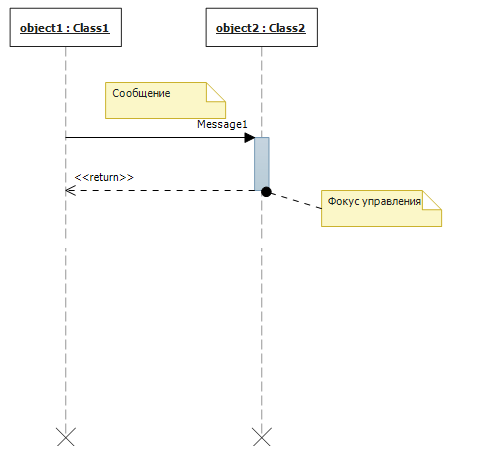 object1 : Class1
object2 : Class2
Сообщение
Message1
<<return>>
Фокус управления